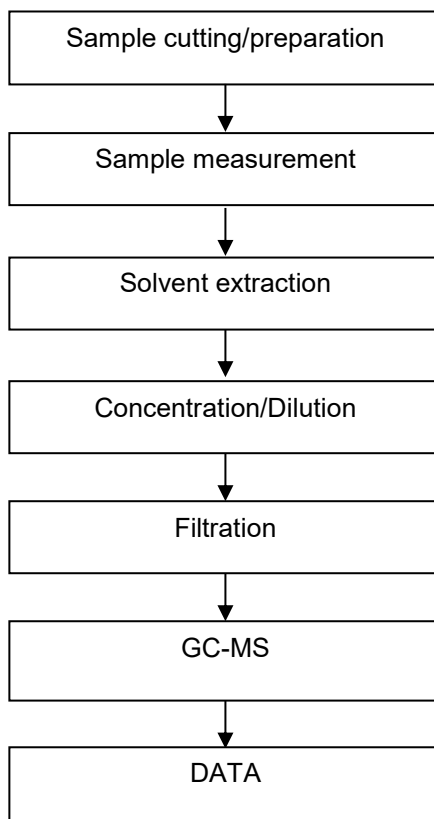 Sample cutting/preparation
Sample measurement
Solvent extraction
Concentration/Dilution
Filtration
GC-MS
DATA